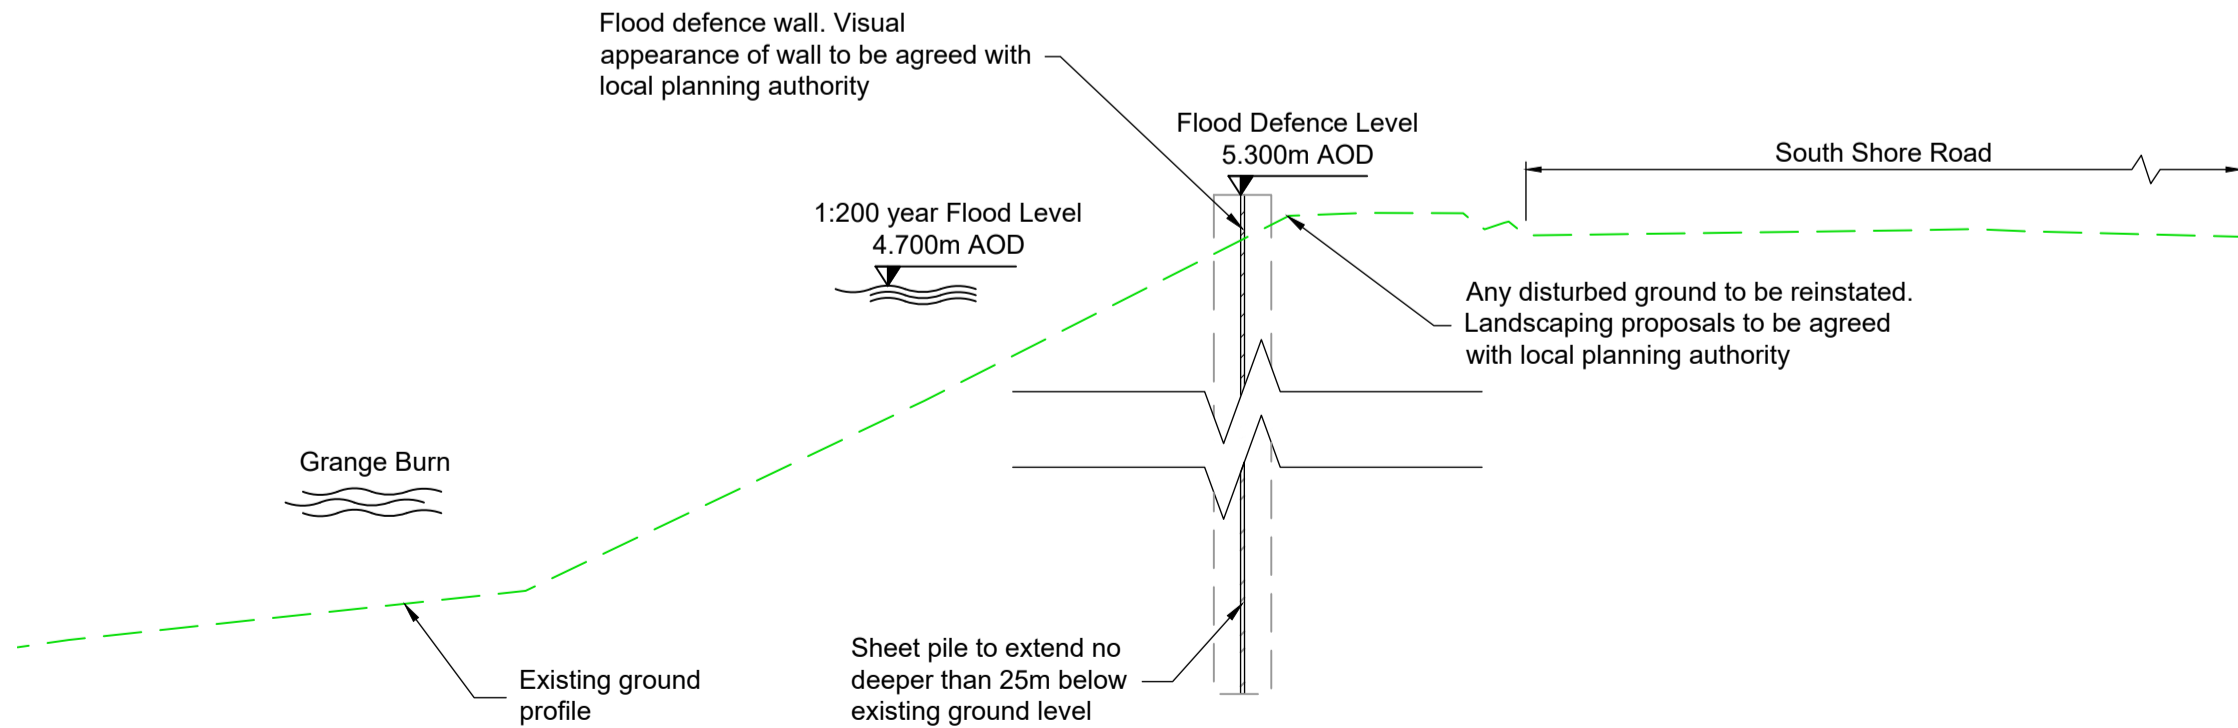 Flood defence wall. Visual
appearance of wall to be agreed with
local planning authority
Flood Defence Level
5.300m AOD
South Shore Road
1:200 year Flood Level
4.700m AOD
Any disturbed ground to be reinstated.
Landscaping proposals to be agreed
with local planning authority
Grange Burn
Sheet pile to extend no
deeper than 25m below
existing ground level
Existing ground
profile